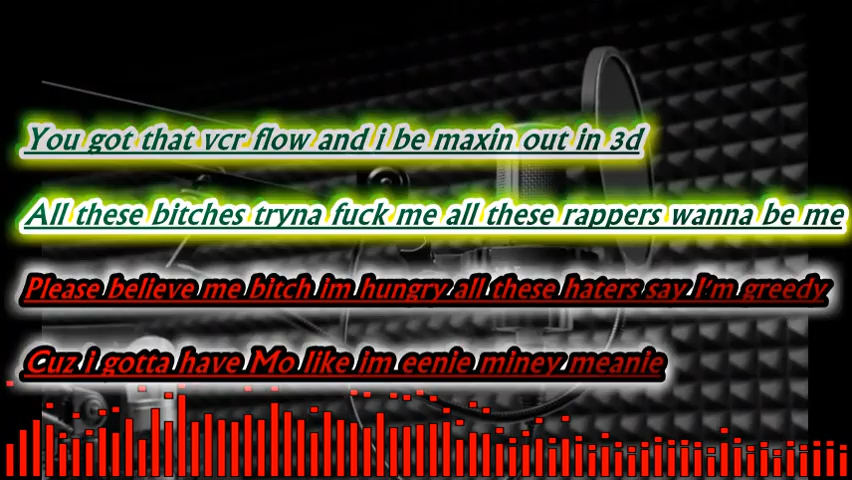 You got that vcr flow and i be maxin out in 3d
All these bitches tryna fuck me all these rappers wanna be me
Please believe me bitch im hungry all these haters say I'm greedy
Cuz i gotta have Mo like im eenie miney meanie